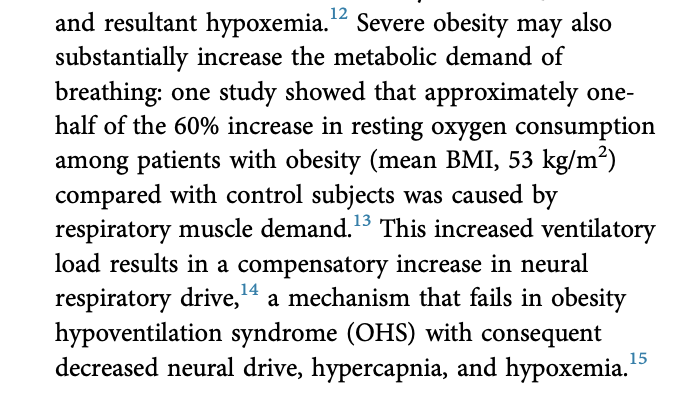 and resultant hypoxemia.12 Severe obesity may also
substantially increase the metabolic demand of
breathing: one study showed that approximately one-
half of the 60% increase in resting oxygen consumption
among patients with obesity (mean BMI, 53 kg/m2)
compared with control subjects was caused by
respiratory muscle demand.13 This increased ventilatory
load results in a compensatory increase in neural
respiratory drive,14 a mechanism that fails in obesity
hypoventilation syndrome (OHS) with consequent
decreased neural drive, hypercapnia, and hypoxemia.15